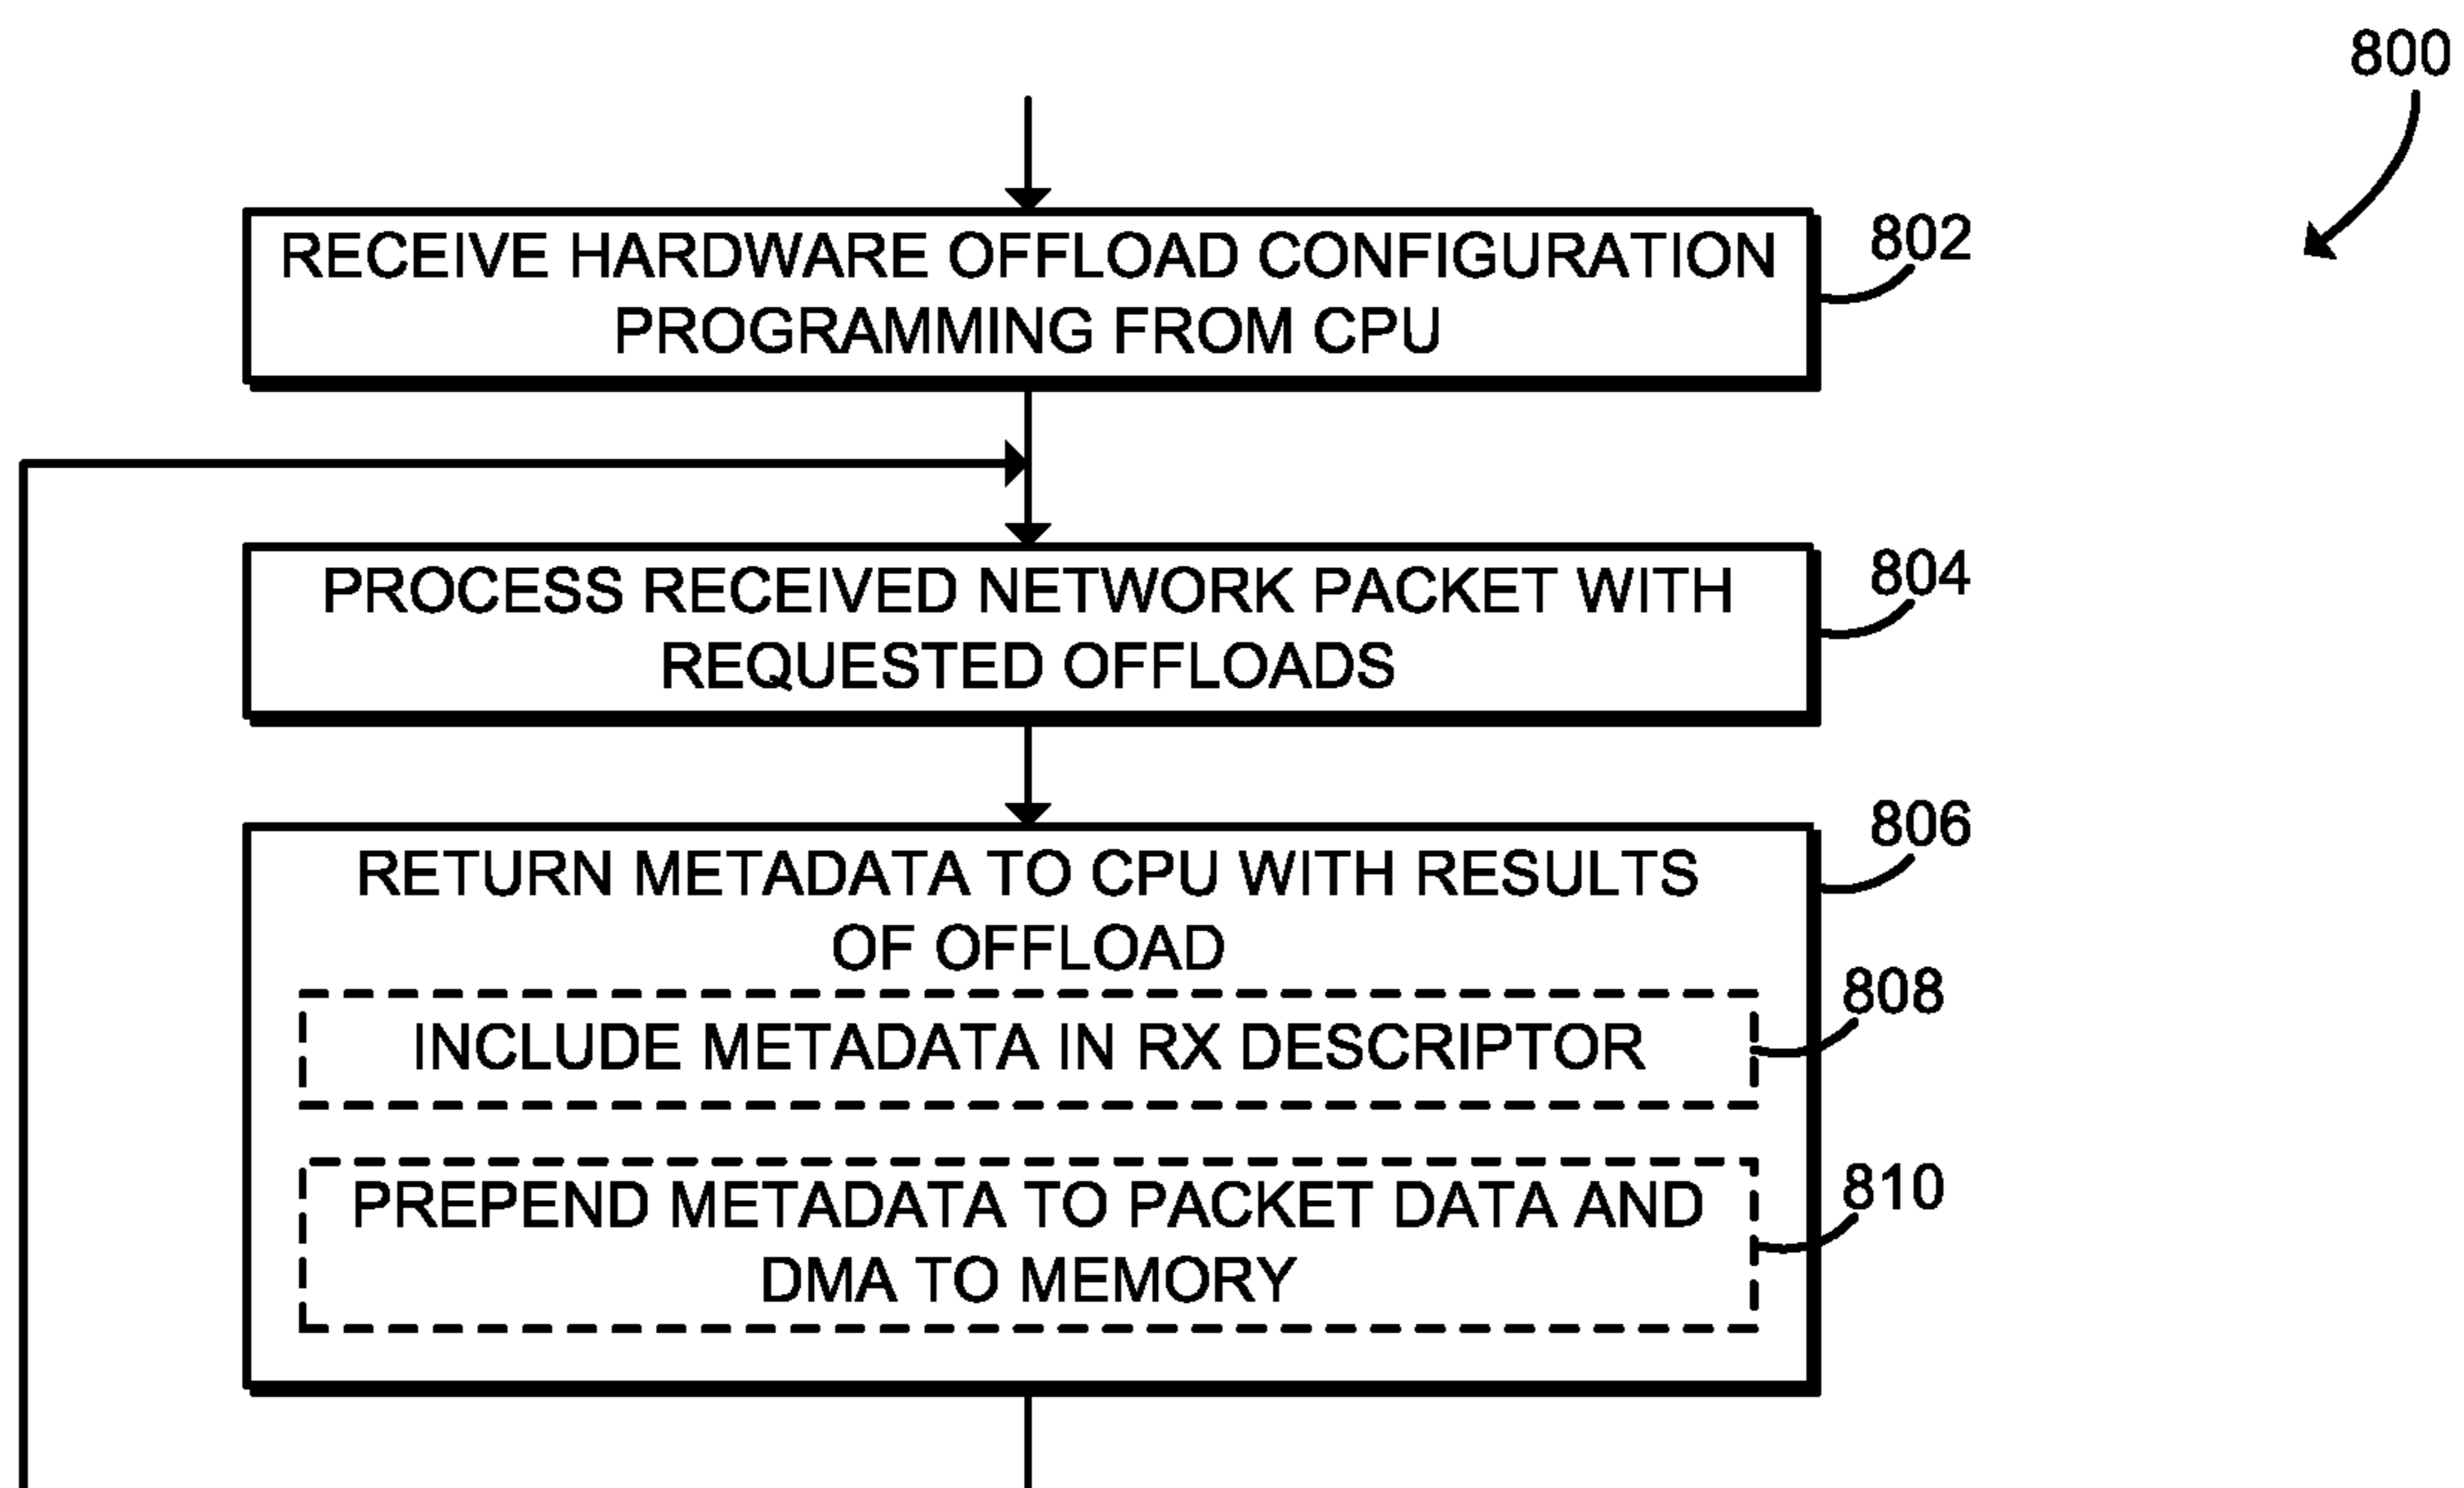 800
RECEIVE HARDWARE OFFLOAD CONFIGURATION
PROGRAMMING FROM CPU
802
PROCESS RECEIVED NETWORK PACKET WITH
REQUESTED OFFLOADS
804
RETURN METADATA TO CPU WITH RESULTS
OF OFFLOAD
806
INCLUDE METADATA IN RX DESCRIPTOR
808
PREPEND METADATA TO PACKET DATA AND
DMA TO MEMORY
810